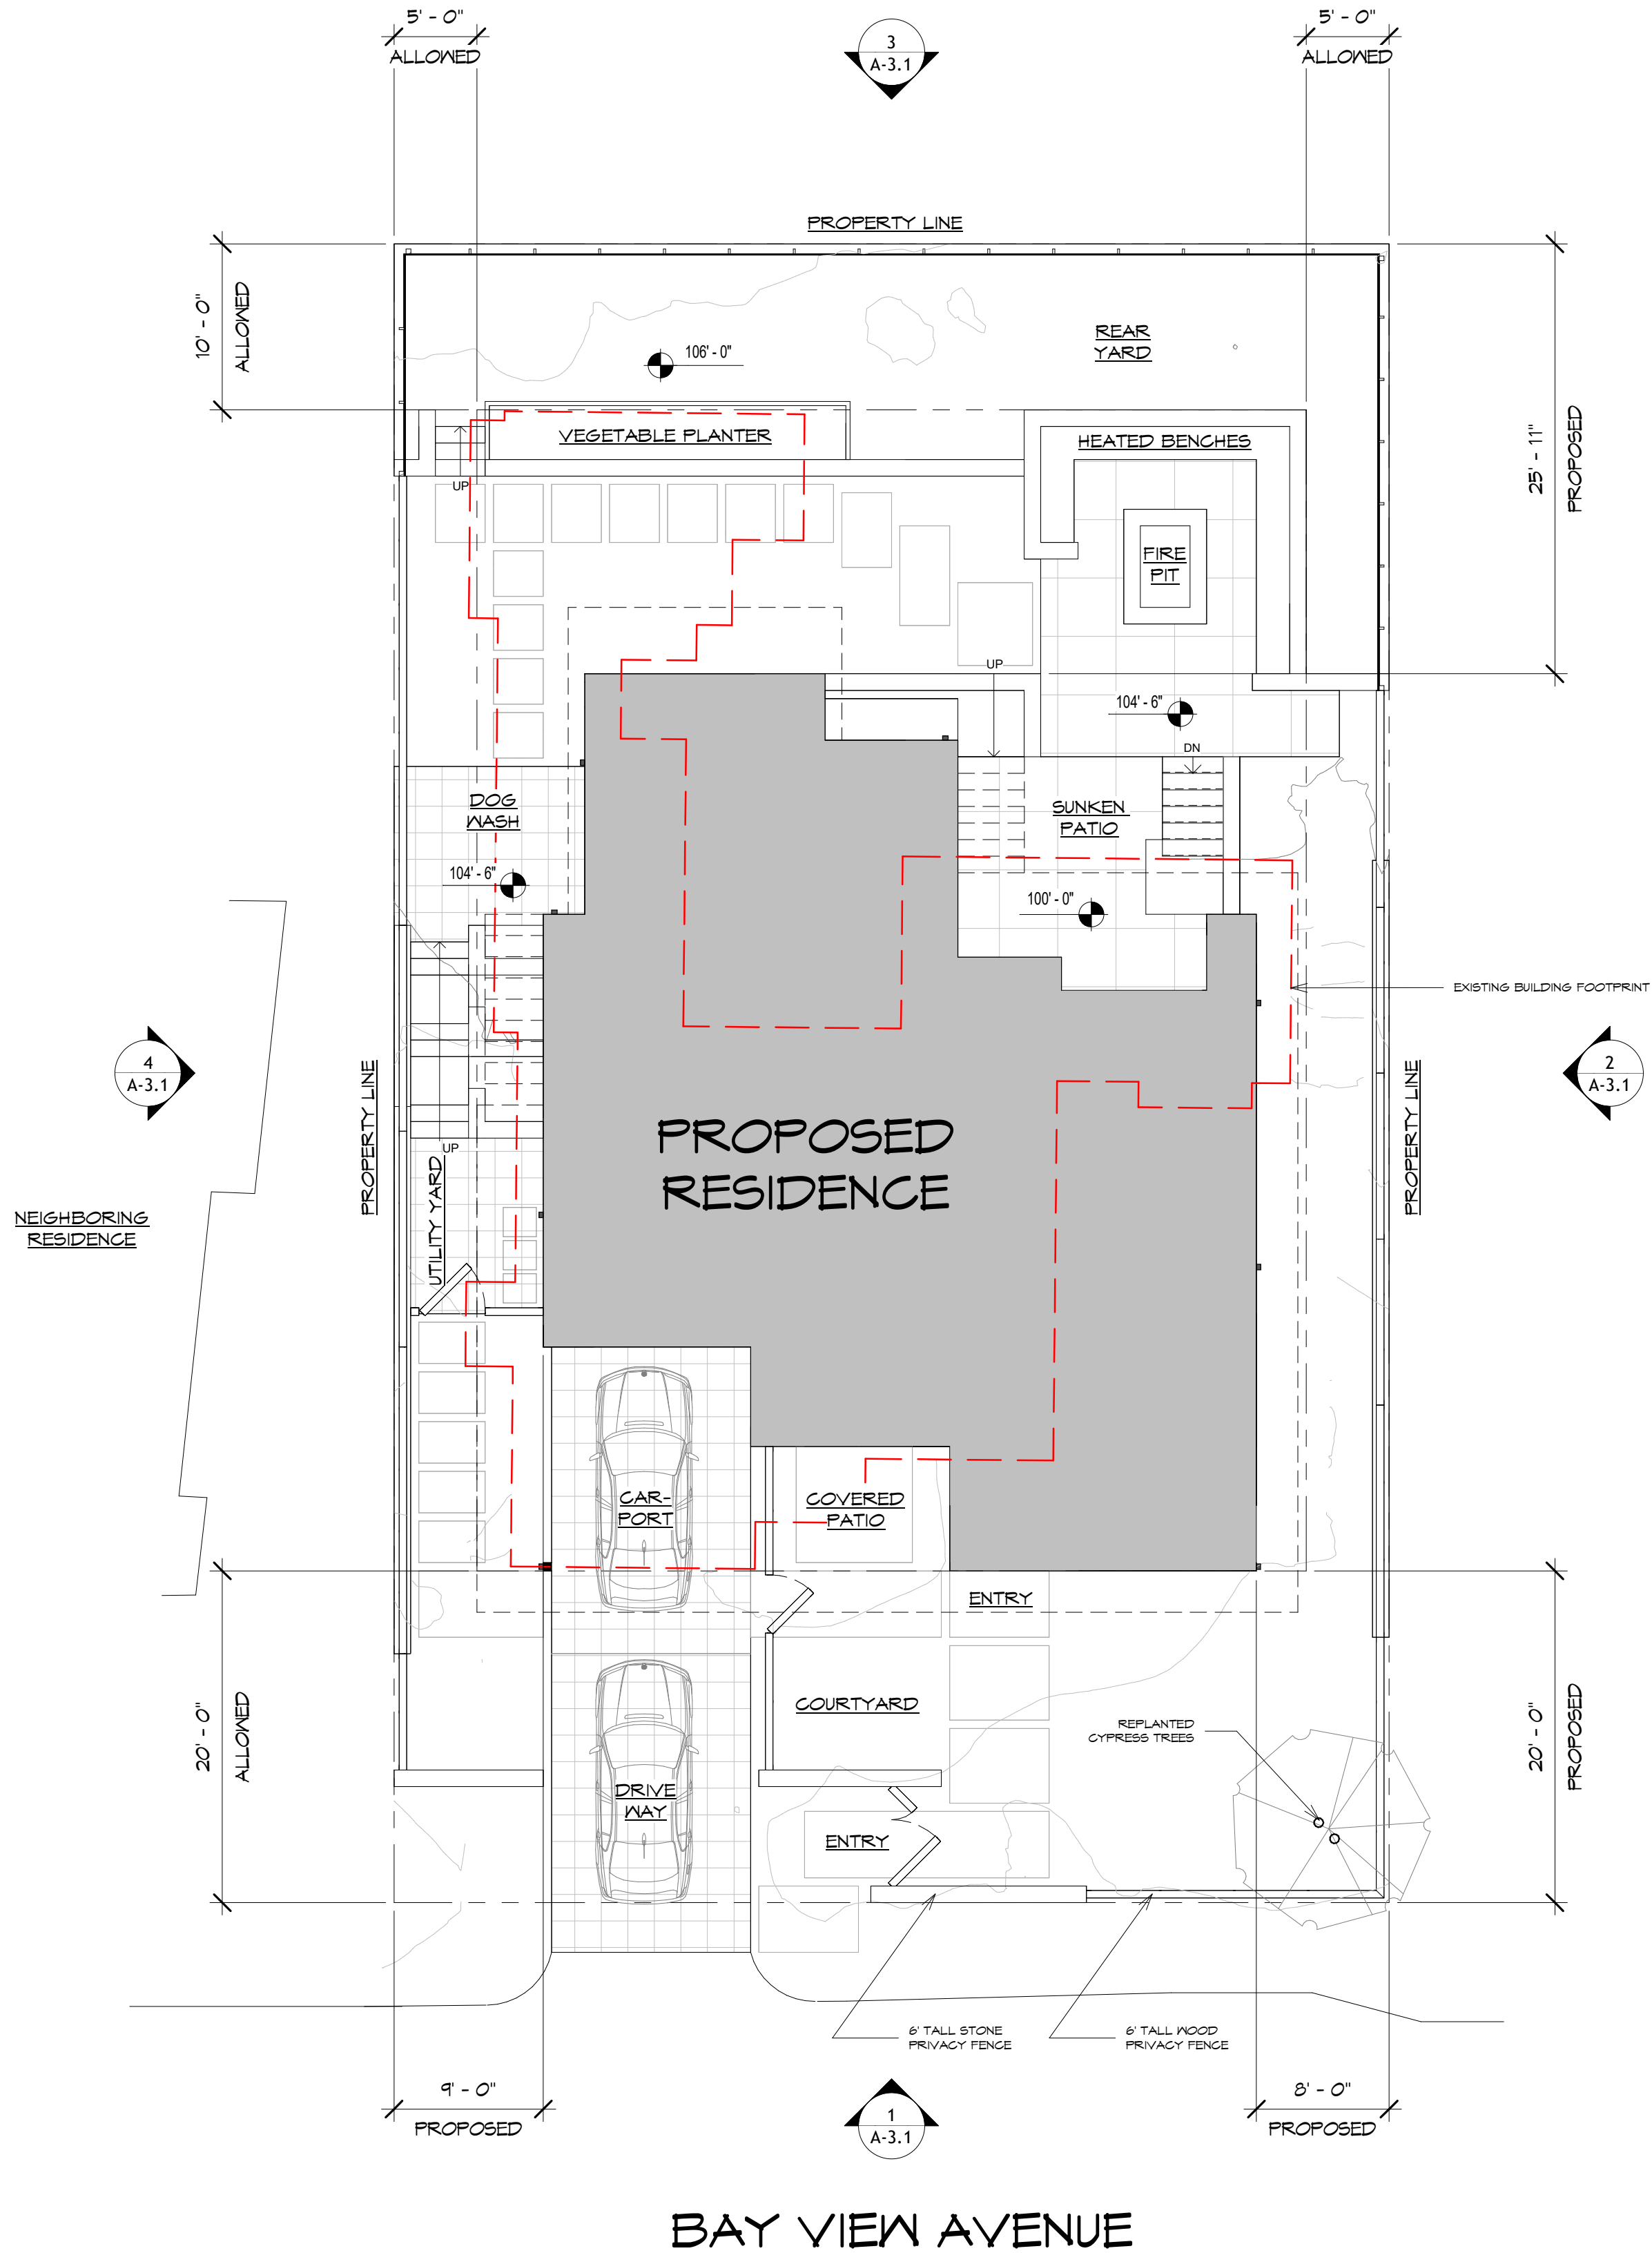 5' - 0"
ALLOWED
3
A-3.1
5' - 0"
ALLOWED
PROPERTY LINE
10' - 0"
ALLOWED
REAR
YARD
106' - 0"
VEGETABLE PLANTER
HEATED BENCHES
25' - 11"
PROPOSED
UP
FIRE
PIT
UP
104' - 6"
DN
DOG
WASH
SUNKEN
PATIO
104' - 6"
100' - 0"
EXISTING BUILDING FOOTPRINT
4
A-3.1
2
A-3.1
PROPERTY LINE
PROPERTY LINE
PROPOSED
RESIDENCE
UP
UTILITY YARD
NEIGHBORING
RESIDENCE
CAR-
PORT
COVERED
PATIO
ENTRY
20' - 0"
ALLOWED
COURTYARD
REPLANTED
CYPRESS TREES
20' - 0"
PROPOSED
DRIVE
WAY
ENTRY
6' TALL STONE
PRIVACY FENCE
6' TALL WOOD
PRIVACY FENCE
9' - 0"
PROPOSED
1
A-3.1
8' - 0"
PROPOSED
BAY VIEW AVENUE